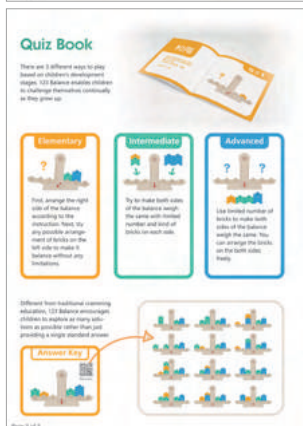 Quiz Book
There are 3 different ways to play
based on children's development
stages. 123 Balance enables children
to challenge themselves continually
as they grow up.
Elementary
First, arrange the right
side of the balance
according to the
instruction. Next, try
any possible arrange-
ment of bricks on the
left side to make it
balance without any
limitations.
Intermediate
Try to make both
sides of the balance weigh
the same with limited
number and kind of
bricks on each side.
Advanced
Use limited number of
bricks to make both
sides of the balance
weigh the same. You
can arrange the bricks
on the both sides
freely.
Different from traditional cramming
education, 123 Balance encourages
children to explore as many solu-
tions as possible rather than just
providing a single standard answer.
Answer Key